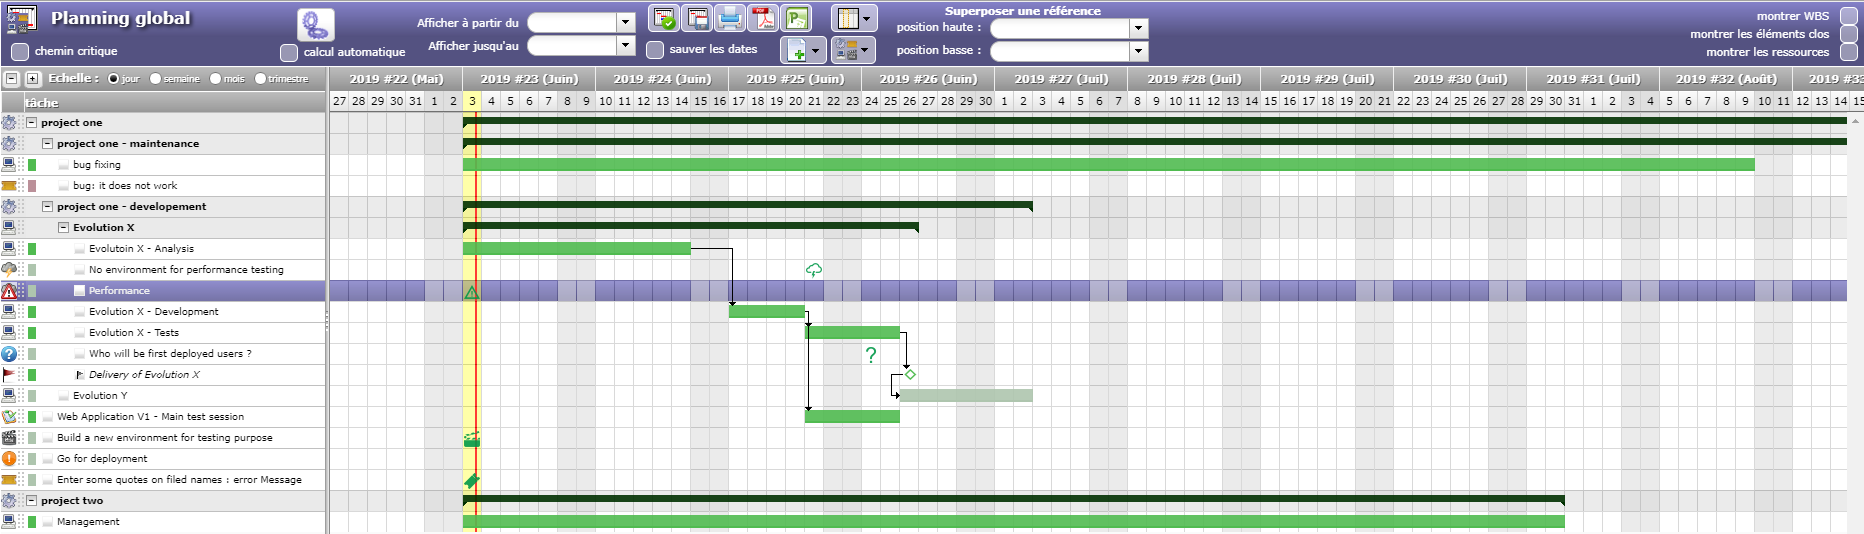 Planning global
chemin critique
calcul automatique
Afficher à partir du
Afficher jusqu'au
sauver les dates
Superposer une référence
position haute :
position basse :
montrer WBS
montrer les éléments clos
montrer les ressources
Echelle : jour semaine mois trimestre
2019 #22 (Mai) 2019 #23 (Juin) 2019 #24 (Juin) 2019 #25 (Juin) 2019 #26 (Juin) 2019 #27 (Juil) 2019 #28 (Juil) 2019 #29 (Juil) 2019 #30 (Juil) 2019 #31 (Juil) 2019 #32 (Août) 2019 #33
tâche
27 28 29 30 31 1 2 3 4 5 6 7 8 9 10 11 12 13 14 15 16 17 18 19 20 21 22 23 24 25 26 27 28 29 30 1 2 3 4 5 6 7 8 9 10 11 12 13 14 15 16 17 18 19 20 21 22 23 24 25 26 27 28 29 30 31 1 2 3 4 5 6 7 8 9 10 11 12 13 14 15
project one
project one - maintenance
bug fixing
bug: it does not work
project one - developement
Evolution X
Evolutoin X - Analysis
No environment for performance testing
Performance
Evolution X - Development
Evolution X - Tests
Who will be first deployed users ?
?
Delivery of Evolution X
Evolution Y
Web Application V1 - Main test session
Build a new environment for testing purpose
Go for deployment
Enter some quotes on filed names : error Message
project two
Management